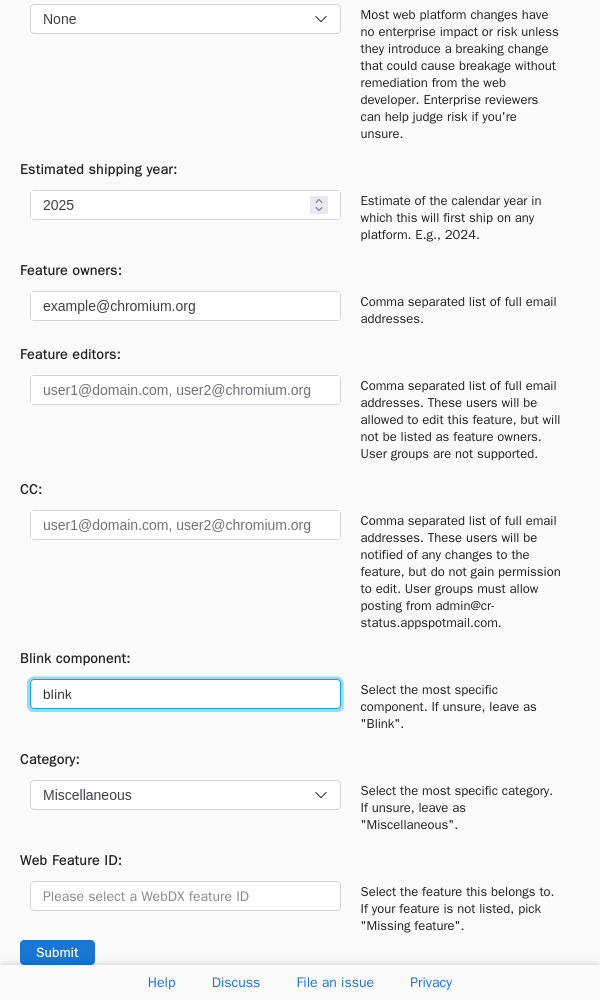 None
Most web platform changes have
no enterprise impact or risk unless
they introduce a breaking change
that could cause breakage without
remediation from the web
developer. Enterprise reviewers
can help judge risk if you're
unsure.
Estimated shipping year:
2025
Estimate of the calendar year in
which this will first ship on any
platform. E.g., 2024.
Feature owners:
example@chromium.org
Comma separated list of full email
addresses.
Feature editors:
user1@domain.com, user2@chromium.org
Comma separated list of full email
addresses. These users will be
allowed to edit this feature, but will
not be listed as feature owners.
User groups are not supported.
CC:
user1@domain.com, user2@chromium.org
Comma separated list of full email
addresses. These users will be
notified of any changes to the
feature, but do not gain permission
to edit. User groups must allow
posting from admin@cr-
status.appspotmail.com.
Blink component:
blink
Select the most specific
component. If unsure, leave as
"Blink".
Category:
Miscellaneous
Select the most specific category.
If unsure, leave as
"Miscellaneous".
Web Feature ID:
Please select a WebDX feature ID
Select the feature this belongs to.
If your feature is not listed, pick
"Missing feature".
Submit
Help Discuss File an issue Privacy